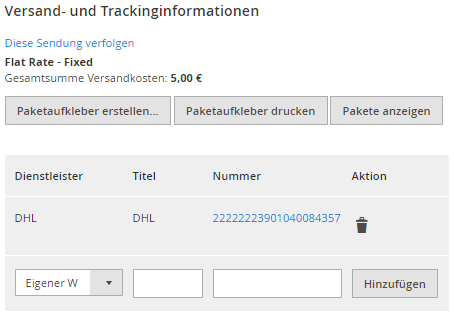 Versand- und Trackinginformationen
Diese Sendung verfolgen
Flat Rate - Fixed
Gesamtsumme Versandkosten: 5,00 €
Paketaufkleber erstellen... Paketaufkleber drucken Pakete anzeigen
Dienstleister Titel Nummer Aktion
DHL DHL 22222223901040084357
Eigener W Hinzufügen